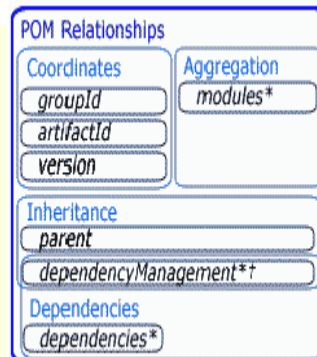 POM Relationships
Coordinates
groupId
artifactId
version
Aggregation
modules*
Inheritance
parent
dependencyManagement*†
Dependencies
dependencies*